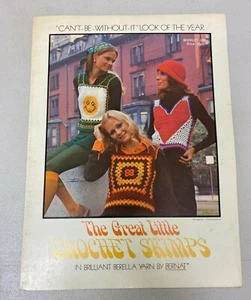 "CAN'T-BE-WITHOUT-IT" LOOK OF THE YEAR
The Great Little
CROCHET SKIMPS
IN BRILLIANT BERELLA YARN BY BERNAT